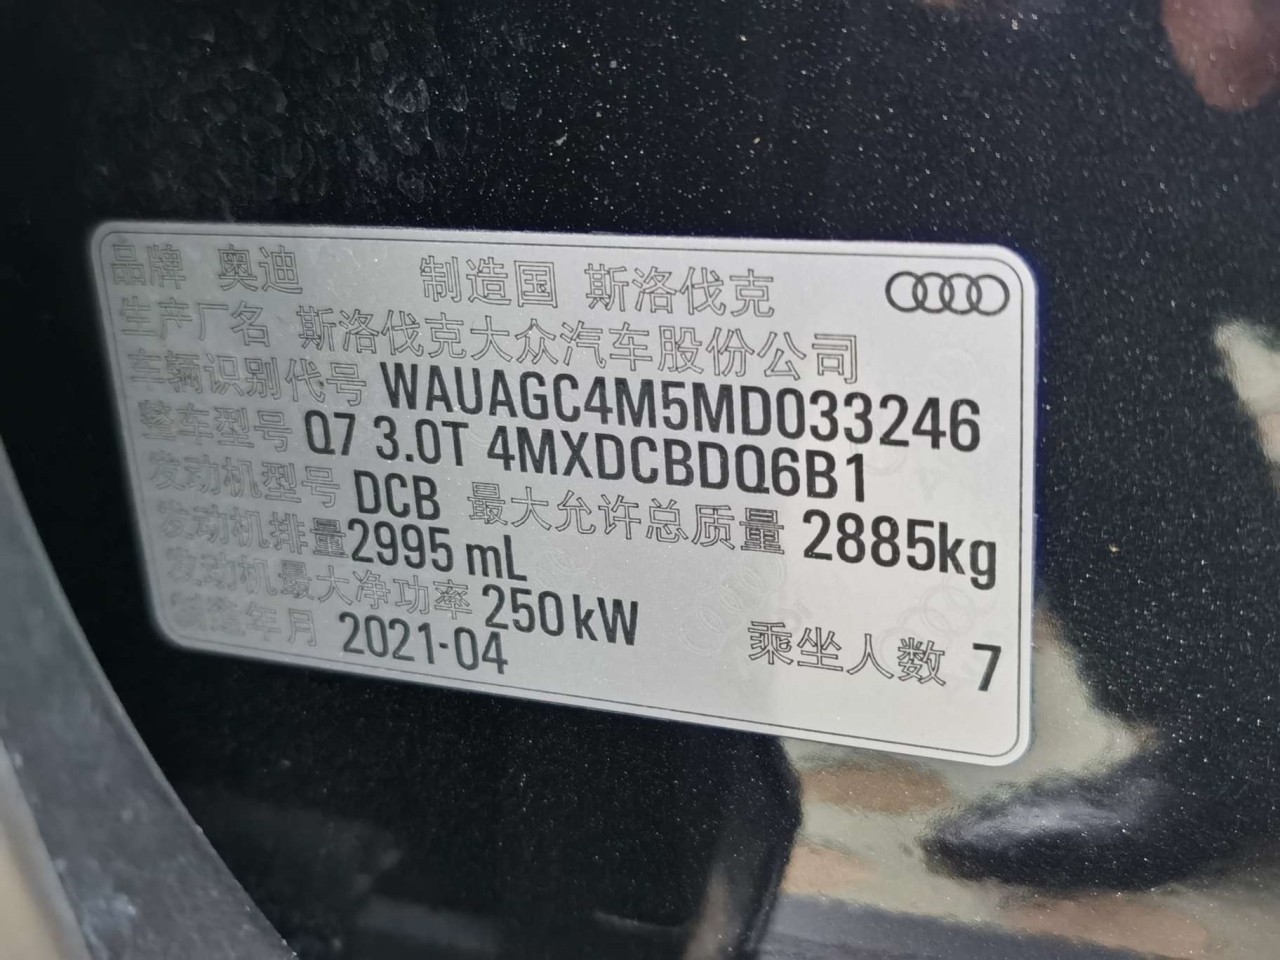 品牌 奥迪 制造国 斯洛伐克
生产厂名 斯洛伐克大众汽车股份公司
车辆识别代号 WAUAGC4M5MD033246
整车型号 Q7 3.0T 4MXDCBDQ6B1
发动机型号 DCB 最大允许总质量 2885kg
发动机排量 2995 mL
发动机最大净功率 250 kW
制造年月 2021-04 乘坐人数 7